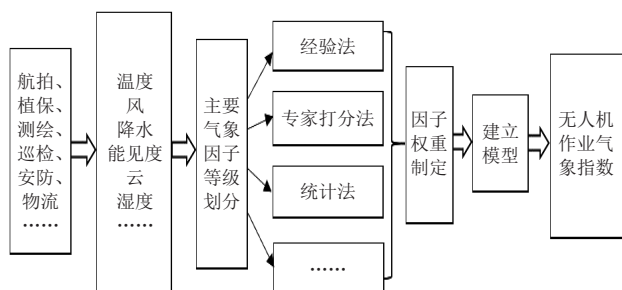 航拍、
植保、
测绘、
巡检、
安防、
物流
……
温度
风
降水
能见度
云
湿度
……
主要
气象
因子
等级
划分
经验法
专家打分法
统计法
……
因子
权重
制定
建立
模型
无人机
作业气
象指数